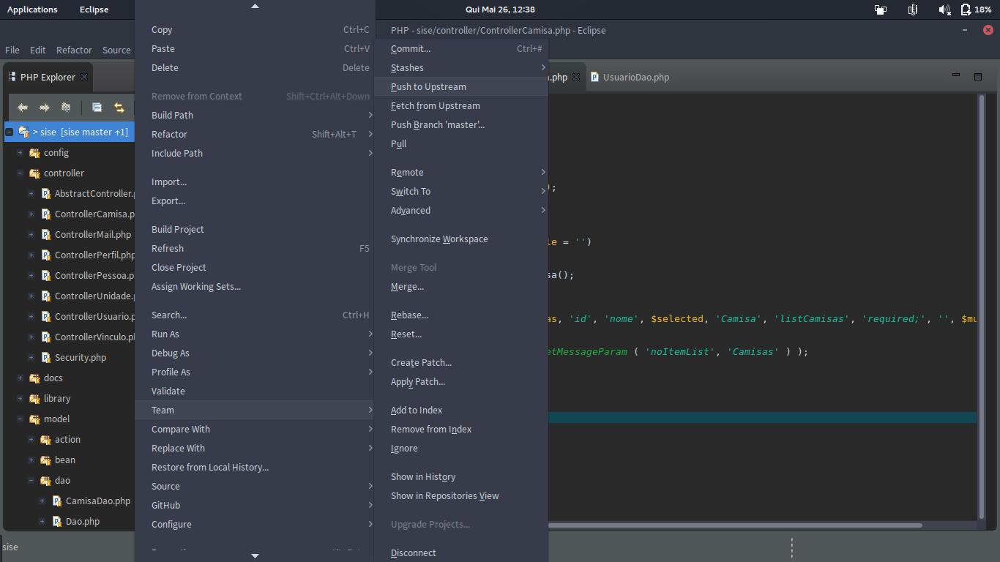 Applications Eclipse Qui Mai 26, 12:38 18%
PHP - sise/controller/ControllerCamisa.php - Eclipse
File Edit Refactor Source
PHP Explorer
> sise [sise master ↑1]
config
controller
AbstractController.
ControllerCamisa.p
ControllerMail.php
ControllerPerfil.php
ControllerPessoa.p
ControllerUnidade.
ControllerUsuario.p
ControllerVinculo.p
Security.php
docs
library
model
action
bean
dao
CamisaDao.php
Dao.php
sise
Copy Ctrl+C
Paste Ctrl+V
Delete Delete
Remove from Context Shift+Ctrl+Alt+Down
Build Path
Refactor Shift+Alt+T
Include Path
Import...
Export...
Build Project
Refresh F5
Close Project
Assign Working Sets...
Search... Ctrl+H
Run As
Debug As
Profile As
Validate
Team
Compare With
Replace With
Restore from Local History...
Source
GitHub
Configure
Commit... Ctrl+#
Stashes
Push to Upstream
Fetch from Upstream
Push Branch 'master'...
Pull
Remote
Switch To
Advanced
Synchronize Workspace
Merge Tool
Merge...
Rebase...
Reset...
Create Patch...
Apply Patch...
Add to Index
Remove from Index
Ignore
Show in History
Show in Repositories View
Upgrade Projects...
Disconnect
.php UsuarioDao.php
);
le = '')
sa();
as, 'id', 'nome', $selected, 'Camisa', 'listCamisas', 'required;', '', $mu
etMessageParam ( 'noItemList', 'Camisas' ) );